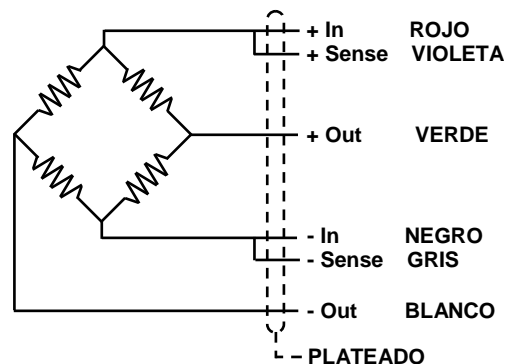 + In ROJO
+ Sense VIOLETA
+ Out VERDE
- In NEGRO
- Sense GRIS
- Out BLANCO
PLATEADO